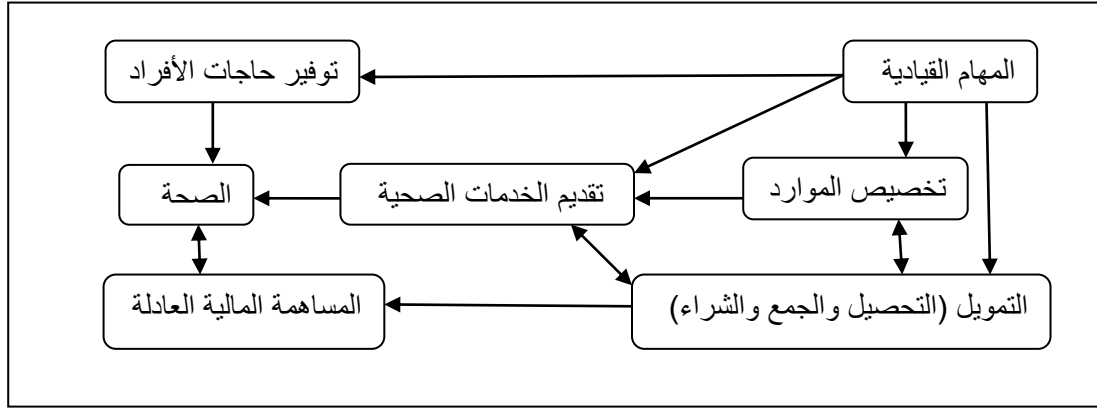 المهام القيادية
توفير حاجات الأفراد
تخصيص الموارد
تقديم الخدمات الصحية
الصحة
التمويل (التحصيل والجمع والشراء)
المساهمة المالية العادلة